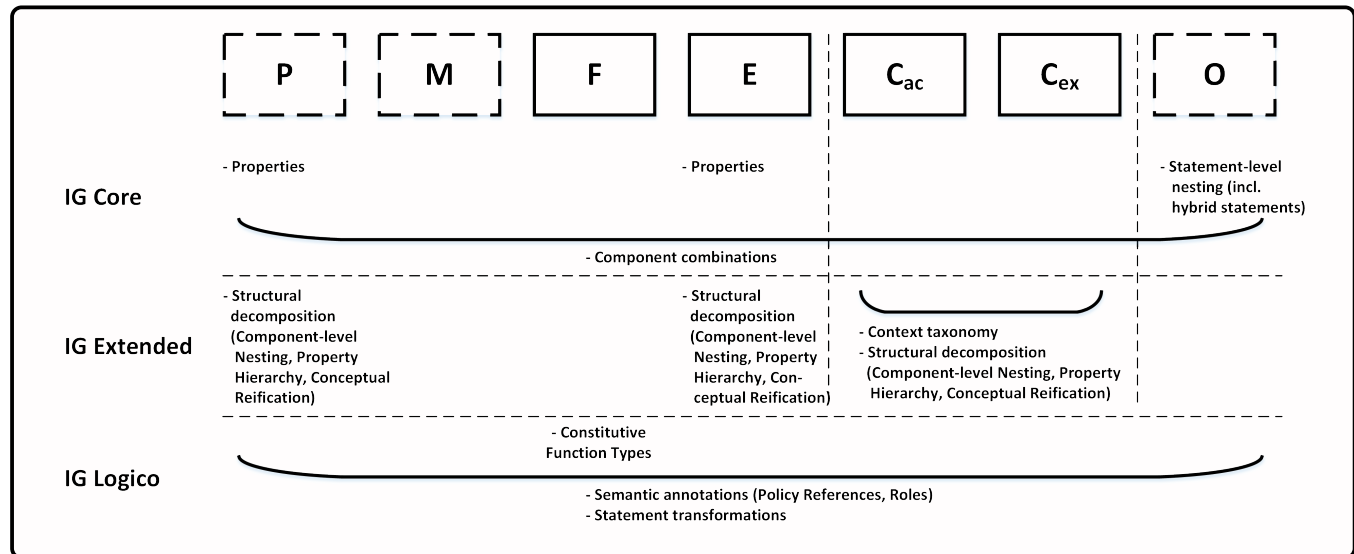 P M F E Cac Cex O
- Properties
- Properties
- Statement-level
nesting (incl.
hybrid statements)
IG Core
- Component combinations
- Structural
decomposition
(Component-level
Nesting, Property
Hierarchy, Conceptual
Reification)
- Structural
decomposition
(Component-level
Nesting, Property
Hierarchy, Con-
ceptual Reification)
- Context taxonomy
- Structural decomposition
(Component-level Nesting, Property
Hierarchy, Conceptual Reification)
IG Extended
- Constitutive
Function Types
IG Logico
- Semantic annotations (Policy References, Roles)
- Statement transformations